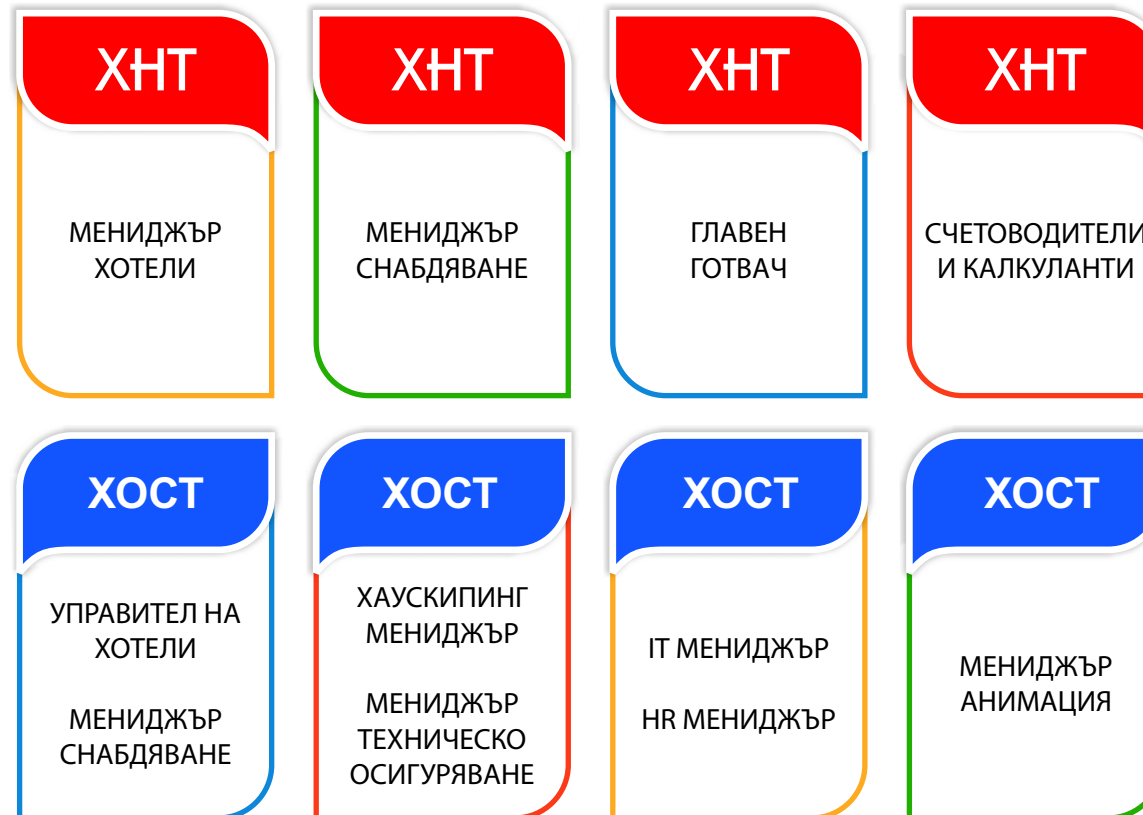 ХНТ
МЕНИДЖЪР
ХОТЕЛИ
ХНТ
МЕНИДЖЪР
СНАБДЯВАНЕ
ХНТ
ГЛАВЕН
ГОТВАЧ
ХНТ
СЧЕТОВОДИТЕЛИ
И КАЛКУЛАНТИ
ХОСТ
УПРАВИТЕЛ НА
ХОТЕЛИ
МЕНИДЖЪР
СНАБДЯВАНЕ
ХОСТ
ХАУСКИПИНГ
МЕНИДЖЪР
МЕНИДЖЪР
ТЕХНИЧЕСКО
ОСИГУРЯВАНЕ
ХОСТ
IT МЕНИДЖЪР
HR МЕНИДЖЪР
ХОСТ
МЕНИДЖЪР
АНИМАЦИЯ